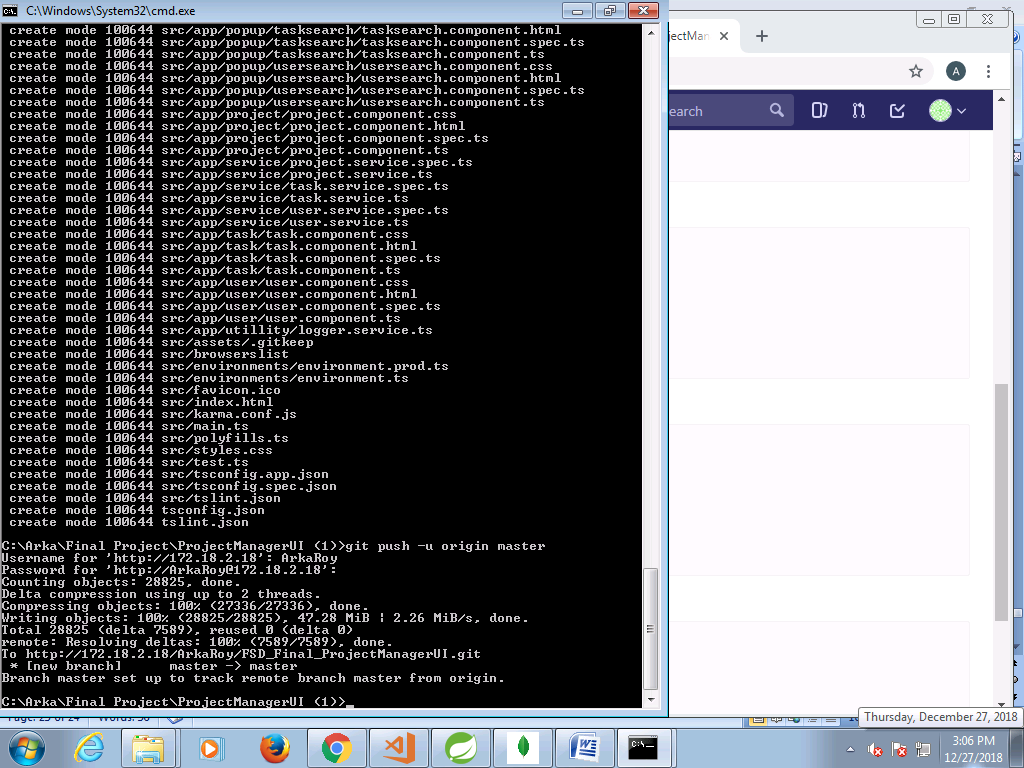 C:\Windows\System32\cmd.exe
create mode 100644 src/app/popup/tasksearch/tasksearch.component.html
create mode 100644 src/app/popup/tasksearch/tasksearch.component.spec.ts
create mode 100644 src/app/popup/tasksearch/tasksearch.component.ts
create mode 100644 src/app/popup/usersearch/usersearch.component.css
create mode 100644 src/app/popup/usersearch/usersearch.component.html
create mode 100644 src/app/popup/usersearch/usersearch.component.spec.ts
create mode 100644 src/app/popup/usersearch/usersearch.component.ts
create mode 100644 src/app/project/project.component.css
create mode 100644 src/app/project/project.component.html
create mode 100644 src/app/project/project.component.spec.ts
create mode 100644 src/app/project/project.component.ts
create mode 100644 src/app/service/project.service.spec.ts
create mode 100644 src/app/service/project.service.ts
create mode 100644 src/app/service/task.service.spec.ts
create mode 100644 src/app/service/task.service.ts
create mode 100644 src/app/service/user.service.spec.ts
create mode 100644 src/app/service/user.service.ts
create mode 100644 src/app/task/task.component.css
create mode 100644 src/app/task/task.component.html
create mode 100644 src/app/task/task.component.spec.ts
create mode 100644 src/app/task/task.component.ts
create mode 100644 src/app/user/user.component.css
create mode 100644 src/app/user/user.component.html
create mode 100644 src/app/user/user.component.spec.ts
create mode 100644 src/app/user/user.component.ts
create mode 100644 src/app/utillity/logger.service.ts
create mode 100644 src/assets/.gitkeep
create mode 100644 src/browserslist
create mode 100644 src/environments/environment.prod.ts
create mode 100644 src/environments/environment.ts
create mode 100644 src/favicon.ico
create mode 100644 src/index.html
create mode 100644 src/karma.conf.js
create mode 100644 src/main.ts
create mode 100644 src/polyfills.ts
create mode 100644 src/styles.css
create mode 100644 src/test.ts
create mode 100644 src/tsconfig.app.json
create mode 100644 src/tsconfig.spec.json
create mode 100644 src/tslint.json
create mode 100644 tsconfig.json
create mode 100644 tslint.json
C:\Arka\Final Project\ProjectManagerUI (1)>git push -u origin master
Username for 'http://172.18.2.18': ArkaRoy
Password for 'http://ArkaRoy@172.18.2.18':
Counting objects: 28825, done.
Delta compression using up to 2 threads.
Compressing objects: 100% (27336/27336), done.
Writing objects: 100% (28825/28825), 47.28 MiB | 2.26 MiB/s, done.
Total 28825 (delta 7589), reused 0 (delta 0)
remote: Resolving deltas: 100% (7589/7589), done.
To http://172.18.2.18/ArkaRoy/FSD_Final_ProjectManagerUI.git
* [new branch] master -> master
Branch master set up to track remote branch master from origin.
C:\Arka\Final Project\ProjectManagerUI (1)>_
jectMan
A
earch
Thursday, December 27, 2018
C:\_
3:06 PM
12/27/2018